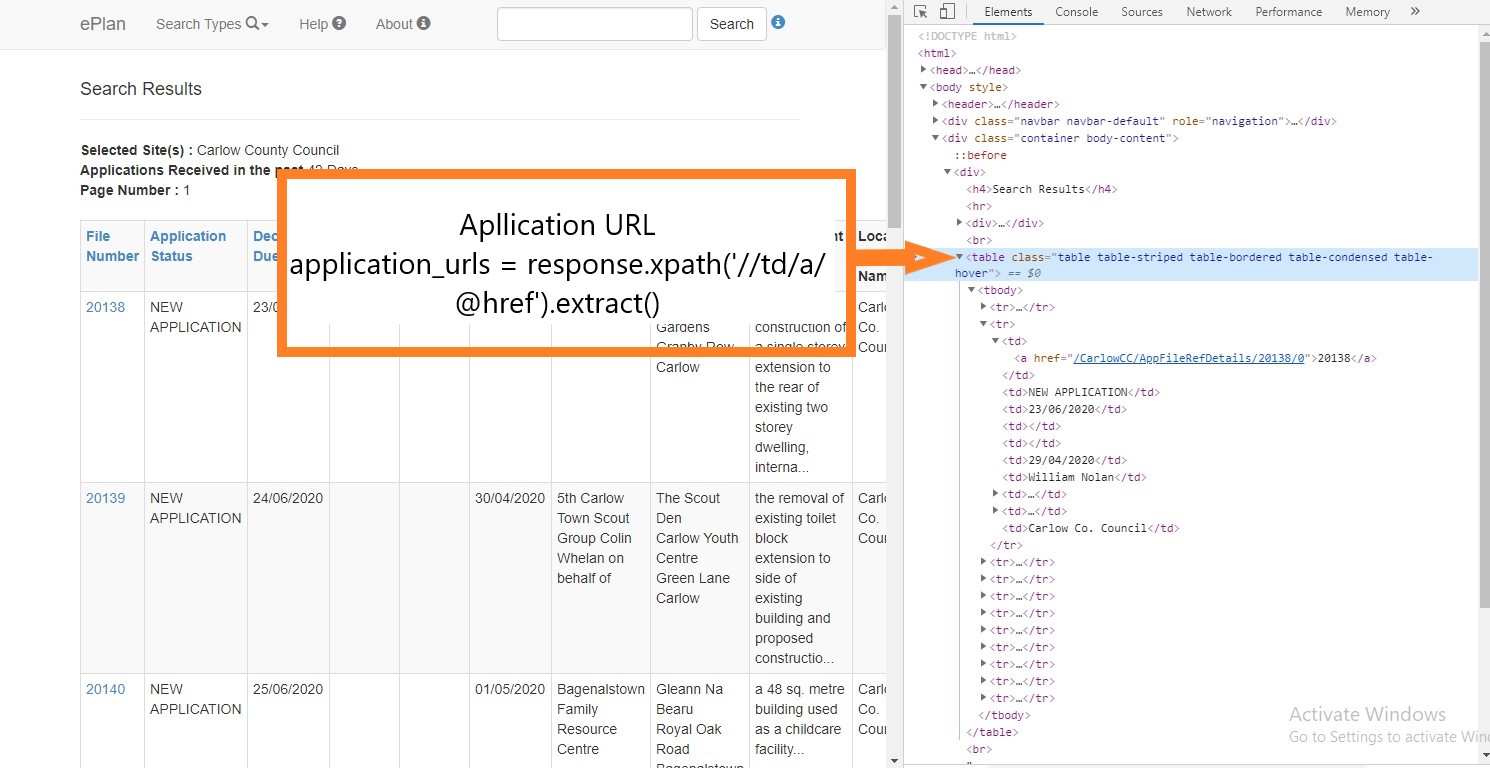 ePlan Search Types Help About Search
Elements Console Sources Network Performance Memory »
Search Results
Selected Site(s) : Carlow County Council
Applications Received in the past 42 Days
Page Number : 1
Apllication URL
application_urls = response.xpath('//td/a/
@href').extract()
File Number
Application Status
Dec
Due
nt
Loca
Nam
20138
NEW APPLICATION
23/0
Gardens
Granby Row
Carlow
construction of
a single storey
extension to
the rear of
existing two
storey
dwelling,
interna...
Carlo
Co.
Cour
20139
NEW APPLICATION
24/06/2020
30/04/2020
5th Carlow
Town Scout
Group Colin
Whelan on
behalf of
The Scout
Den
Carlow Youth
Centre
Green Lane
Carlow
the removal of
existing toilet
block
extension to
side of
existing
building and
proposed
constructio...
Carlo
Co.
Cour
20140
NEW APPLICATION
25/06/2020
01/05/2020
Bagenalstown
Family
Resource
Centre
Gleann Na
Bearu
Royal Oak
Road
Bagenalstown
a 48 sq. metre
building used
as a childcare
facility...
Carlo
Co.
Cour
<!DOCTYPE html>
<html>
<head>…</head>
<body style>
<header>…</header>
<div class="navbar navbar-default" role="navigation">…</div>
<div class="container body-content">
::before
<div>
<h4>Search Results</h4>
<hr>
<div>…</div>
<br>
<table class="table table-striped table-bordered table-condensed table-
hover"> == $0
<tbody>
<tr>…</tr>
<tr>
<td>
<a href="/CarlowCC/AppFileRefDetails/20138/0">20138</a>
</td>
<td>NEW APPLICATION</td>
<td>23/06/2020</td>
<td></td>
<td></td>
<td>29/04/2020</td>
<td>William Nolan</td>
<td>…</td>
<td>…</td>
<td>Carlow Co. Council</td>
</tr>
<tr>…</tr>
<tr>…</tr>
<tr>…</tr>
<tr>…</tr>
<tr>…</tr>
<tr>…</tr>
<tr>…</tr>
<tr>…</tr>
<tr>…</tr>
</tbody>
</table>
<br>
"
Activate Windows
Go to Settings to activate Win